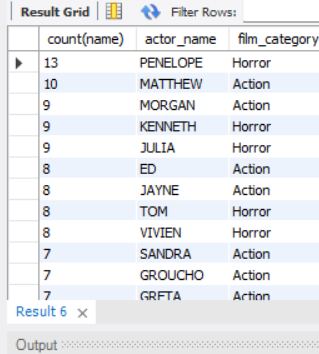 Result Grid Filter Rows:
count(name) actor_name film_category
13 PENELOPE Horror
10 MATTHEW Action
9 MORGAN Action
9 KENNETH Horror
9 JULIA Horror
8 ED Action
8 JAYNE Action
8 TOM Horror
8 VIVIEN Horror
7 SANDRA Action
7 GROUCHO Action
7 GRETA Action
Result 6 ×
Output